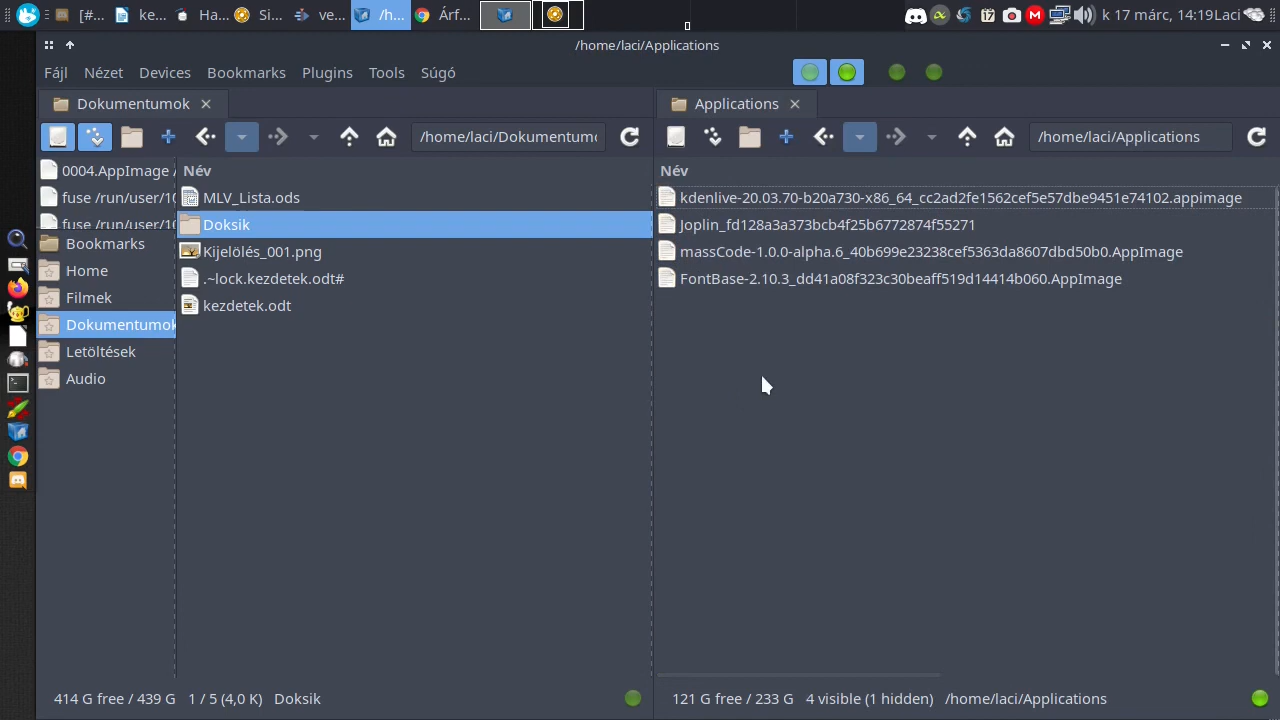 [#...
ke...
Ha...
Si...
ve...
/h...
Árf...
k 17 márc, 14:19 Laci
/home/laci/Applications
Fájl Nézet Devices Bookmarks Plugins Tools Súgó
Dokumentumok
Applications
/home/laci/Dokumento
/home/laci/Applications
0004.AppImage /
fuse /run/user/10
fuse /run/user/10
Bookmarks
Home
Filmek
Dokumentumok
Letöltések
Audio
Név
MLV_Lista.ods
Doksik
Kijelölés_001.png
.~lock.kezdetek.odt#
kezdetek.odt
Név
kdenlive-20.03.70-b20a730-x86_64_cc2ad2fe1562cef5e57dbe9451e74102.appimage
Joplin_fd128a3a373bcb4f25b6772874f55271
massCode-1.0.0-alpha.6_40b699e23238cef5363da8607dbd50b0.AppImage
FontBase-2.10.3_dd41a08f323c30beaff519d14414b060.AppImage
414 G free / 439 G 1 / 5 (4,0 K) Doksik
121 G free / 233 G 4 visible (1 hidden) /home/laci/Applications